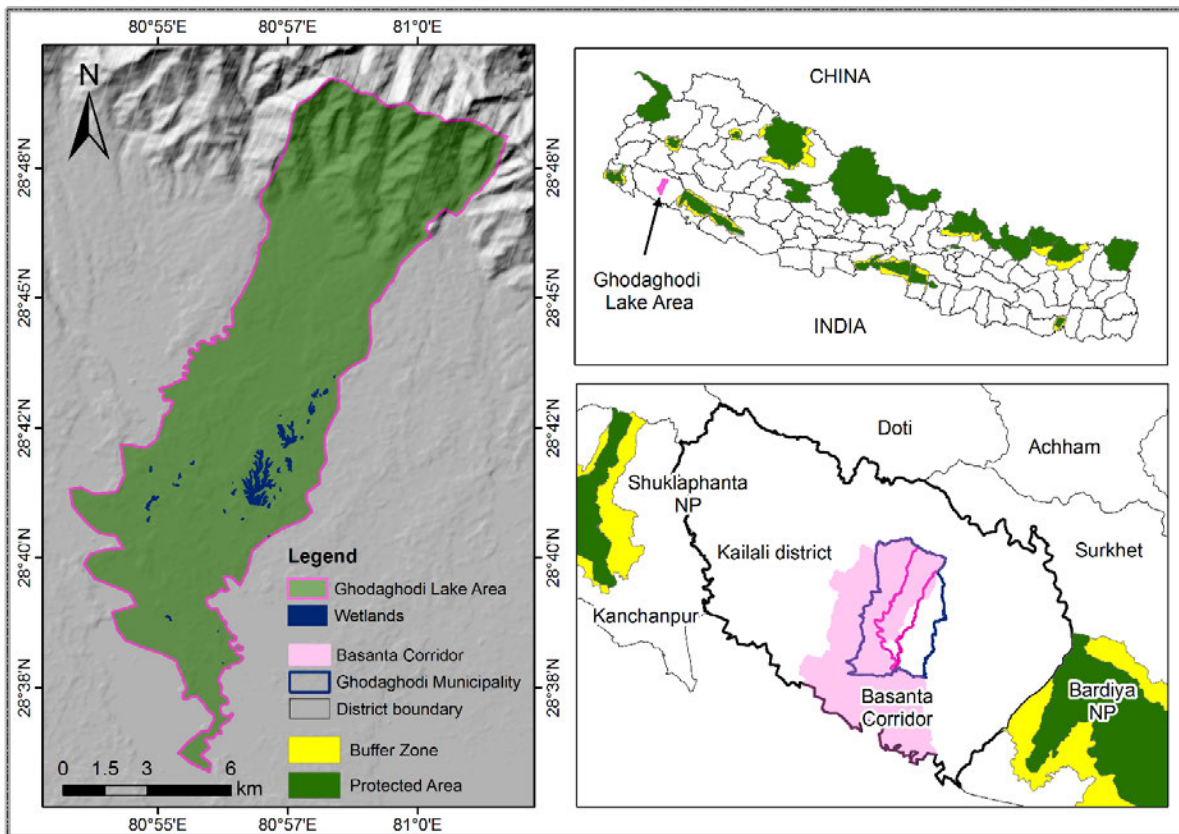 80°55'E 80°57'E 81°0'E
N
28°48'N
28°45'N
28°42'N
28°40'N
28°38'N
28°48'N
28°45'N
28°42'N
28°40'N
28°38'N
Legend
Ghodaghodi Lake Area
Wetlands
Basanta Corridor
Ghodaghodi Municipality
District boundary
Buffer Zone
Protected Area
0 1.5 3 6
km
80°55'E 80°57'E 81°0'E
CHINA
Ghodaghodi
Lake Area
INDIA
Doti
Achham
Shuklaphanta
NP
Kailali district
Surkhet
Kanchanpur
Basanta
Corridor
Bardiya
NP